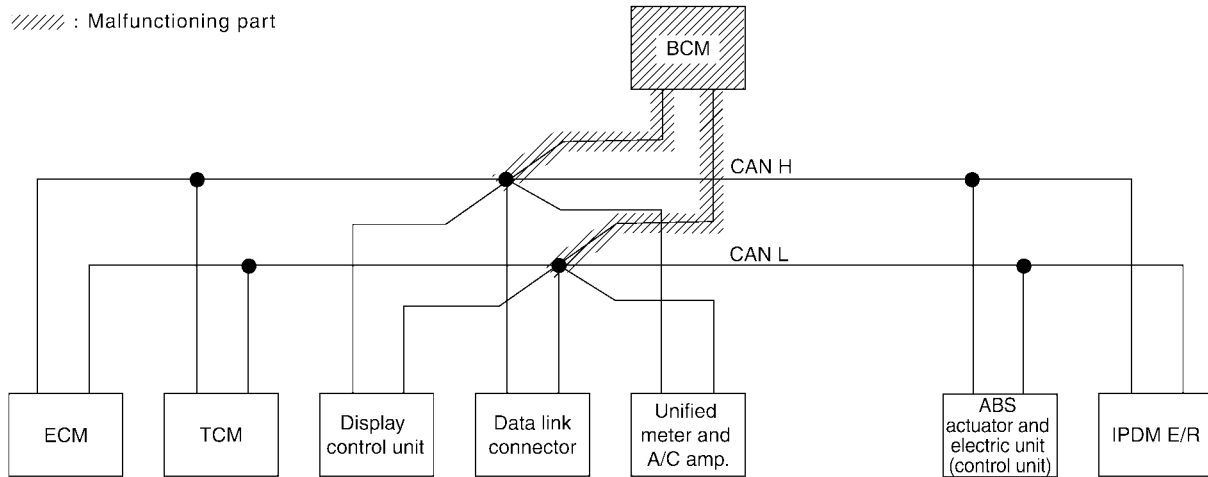 : Malfunctioning part
BCM
CAN H
CAN L
ECM
TCM
Display
control unit
Data link
connector
Unified
meter and
A/C amp.
ABS
actuator and
electric unit
(control unit)
IPDM E/R